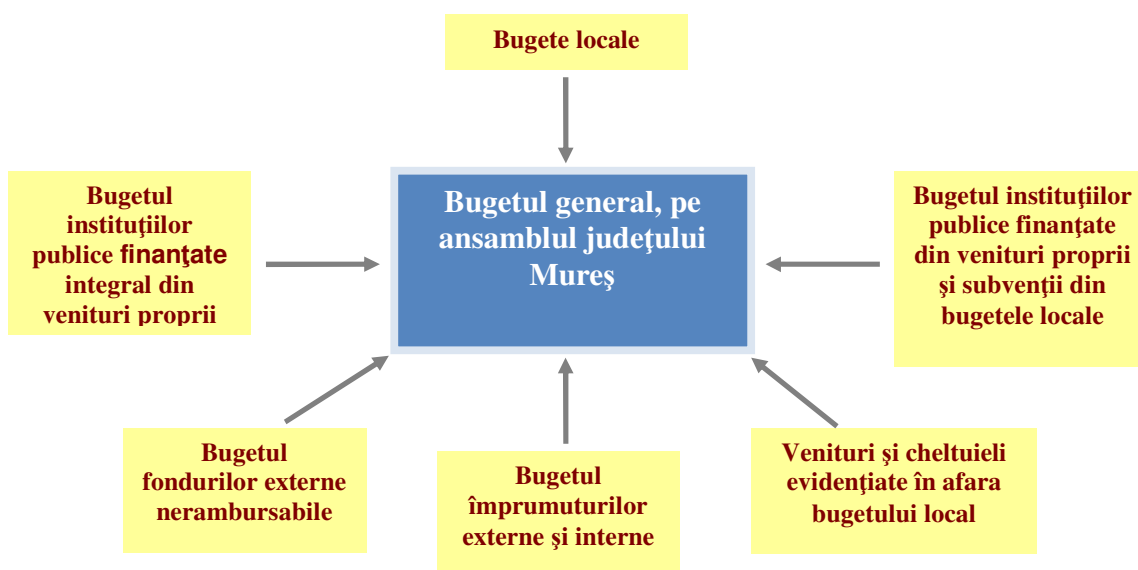 Bugete locale
Bugetul
instituţiilor
publice finanţate
integral din
venituri proprii
Bugetul general, pe
ansamblul judeţului
Mureş
Bugetul instituţiilor
publice finanţate
din venituri proprii
şi subvenţii din
bugetele locale
Bugetul
fondurilor externe
nerambursabile
Bugetul
împrumuturilor
externe şi interne
Venituri şi cheltuieli
evidenţiate în afara
bugetului local